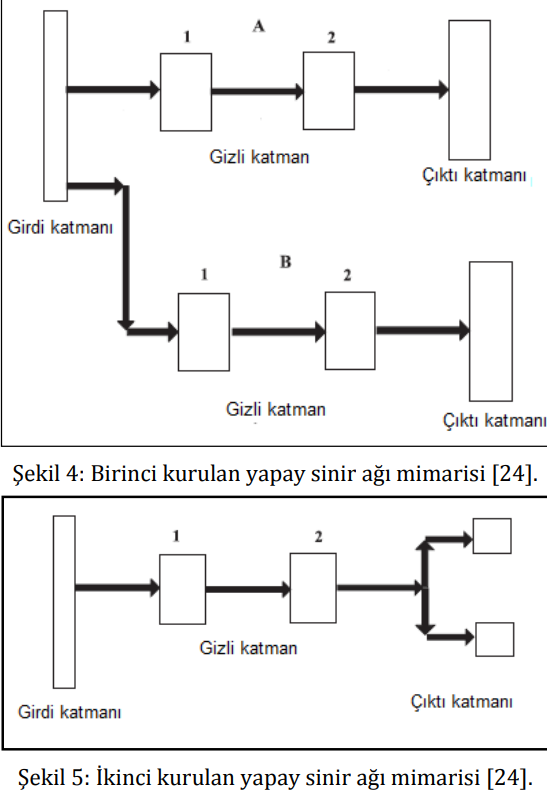 A
1
2
Gizli katman
Çıktı katmanı
Girdi katmanı
B
1
2
Gizli katman
Çıktı katmanı
Şekil 4: Birinci kurulan yapay sinir ağı mimarisi [24].
1
2
Gizli katman
Çıktı katmanı
Girdi katmanı
Şekil 5: İkinci kurulan yapay sinir ağı mimarisi [24].